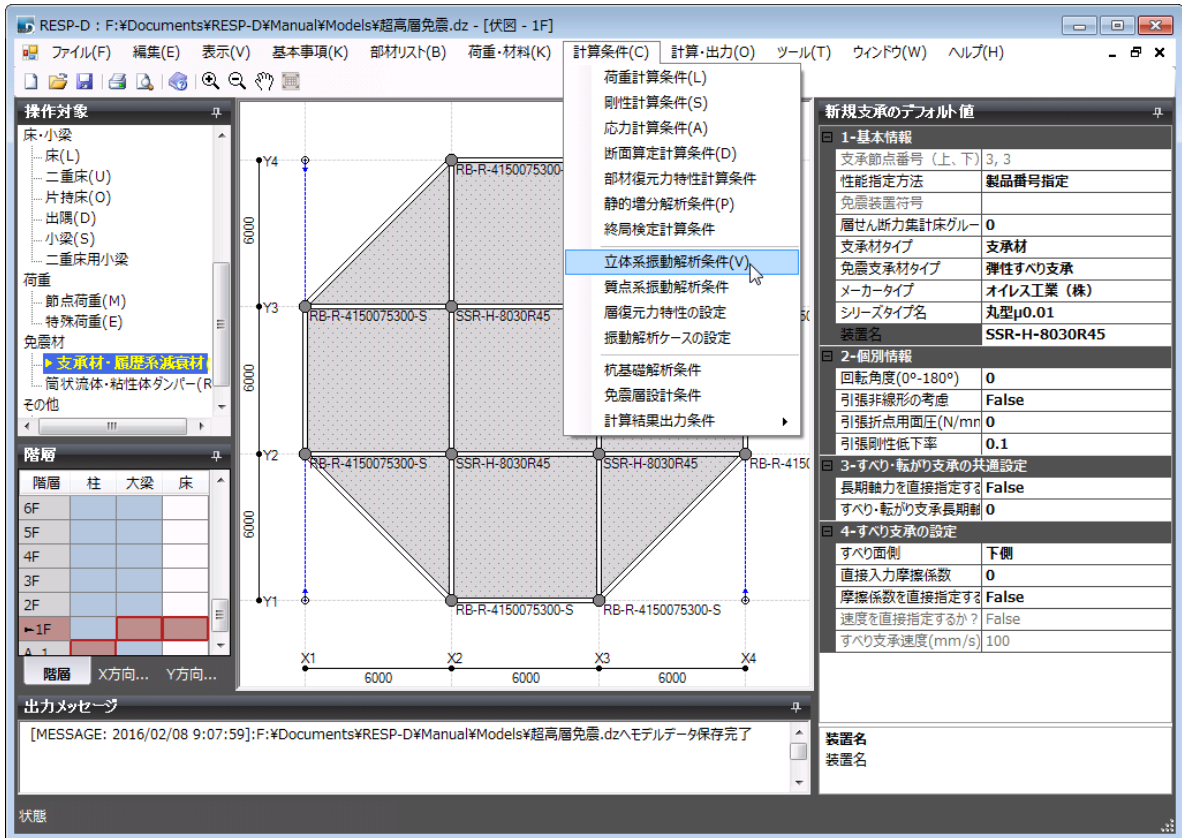 RESP-D : F:¥Documents¥RESP-D¥Manual¥Models¥超高層免震.dz - [伏図 - 1F]
ファイル(F) 編集(E) 表示(V) 基本事項(K) 部材リスト(B) 荷重・材料(K) 計算条件(C) 計算・出力(O) ツール(T) ウィンドウ(W) ヘルプ(H)
荷重計算条件(L)
剛性計算条件(S)
応力計算条件(A)
断面算定計算条件(D)
部材復元力特性計算条件
静的増分解析条件(P)
終局検定計算条件
立体系振動解析条件(V)
質点系振動解析条件
層復元力特性の設定
振動解析ケースの設定
杭基礎解析条件
免震層設計条件
計算結果出力条件
操作対象
床・小梁
床(L)
二重床(U)
片持床(O)
出隅(D)
小梁(S)
二重床用小梁
荷重
節点荷重(M)
特殊荷重(E)
免震材
支承材・履歴系減衰材
筒状流体・粘性体ダンパー(R
その他
階層
階層 柱 大梁 床
6F
5F
4F
3F
2F
1F
A_1
階層 X方向... Y方向...
Y4
RB-R-4150075300-
6000
Y3
RB-R-4150075300-S SSR-H-8030R45
6000
Y2
RB-R-4150075300-S SSR-H-8030R45 SSR-H-8030R45 RB-R-4150
6000
Y1
RB-R-4150075300-S RB-R-4150075300-S
X1 X2 X3 X4
6000 6000 6000
新規支承のデフォルト値
1-基本情報
支承節点番号（上、下） 3, 3
性能指定方法 製品番号指定
免震装置符号
層せん断力集計床グルー 0
支承材タイプ 支承材
免震支承材タイプ 弾性すべり支承
メーカータイプ オイレス工業（株）
シリーズタイプ名 丸型μ0.01
装置名 SSR-H-8030R45
2-個別情報
回転角度(0°-180°) 0
引張非線形の考慮 False
引張折点用面圧(N/mm 0
引張剛性低下率 0.1
3-すべり・転がり支承の共通設定
長期軸力を直接指定する False
すべり・転がり支承長期軸 0
4-すべり支承の設定
すべり面側 下側
直接入力摩擦係数 0
摩擦係数を直接指定する False
速度を直接指定するか？ False
すべり支承速度(mm/s) 100
装置名
装置名
出力メッセージ
[MESSAGE: 2016/02/08 9:07:59]:F:¥Documents¥RESP-D¥Manual¥Models¥超高層免震.dzへモデルデータ保存完了
状態